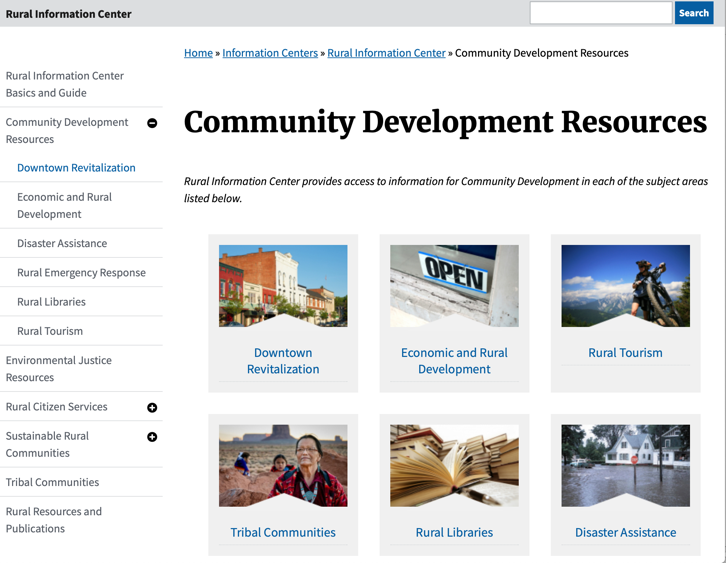 Rural Information Center
Search
Home » Information Centers » Rural Information Center » Community Development Resources
Rural Information Center
Basics and Guide
Community Development
Resources
Downtown Revitalization
Economic and Rural
Development
Disaster Assistance
Rural Emergency Response
Rural Libraries
Rural Tourism
Environmental Justice
Resources
Rural Citizen Services
Sustainable Rural
Communities
Tribal Communities
Rural Resources and
Publications
Community Development Resources
Rural Information Center provides access to information for Community Development in each of the subject areas
listed below.
OPEN
Downtown
Revitalization
Economic and Rural
Development
Rural Tourism
Tribal Communities
Rural Libraries
Disaster Assistance